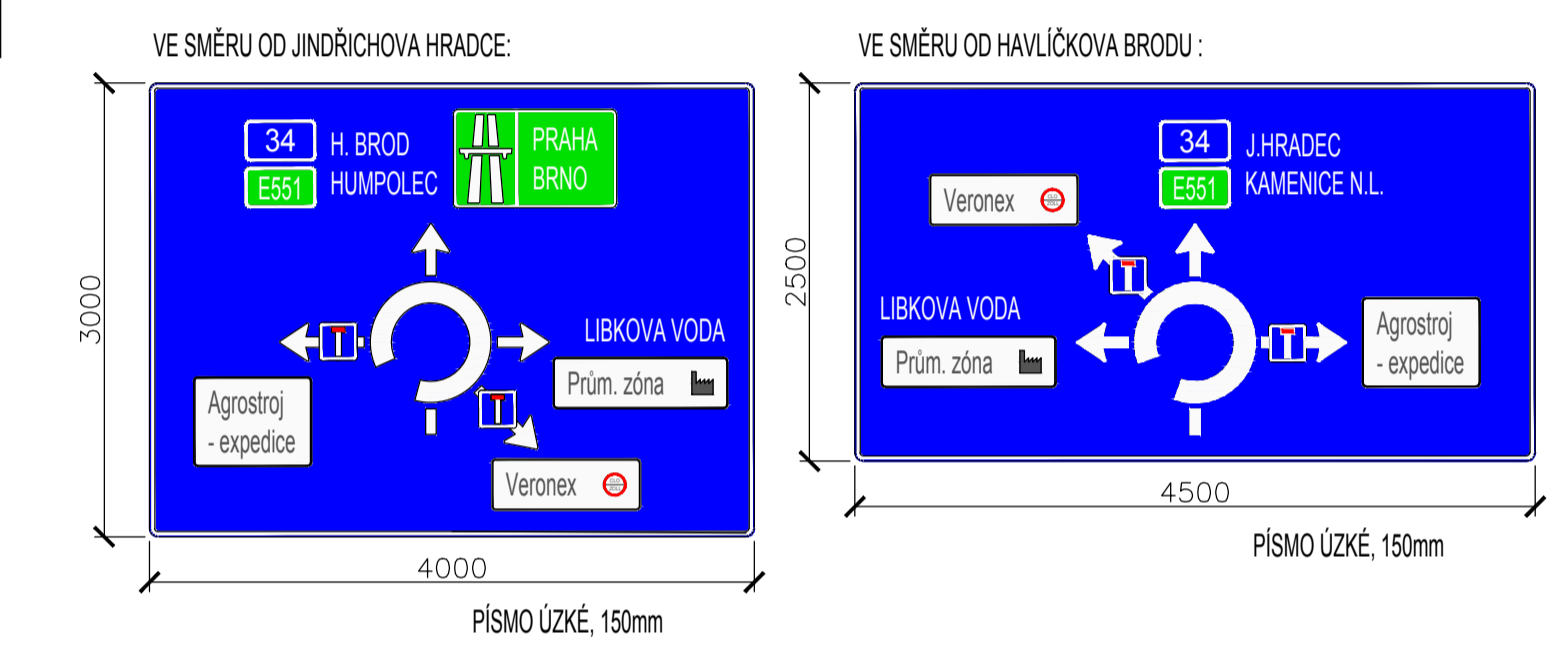 VE SMĚRU OD JINDŘICHOVA HRADCE:
34 H. BROD
E551 HUMPOLEC
PRAHA
BRNO
LIBKOVA VODA
Prům. zóna
Agrostroj
- expedice
Veronex
3000
4000
PÍSMO ÚZKÉ, 150mm
VE SMĚRU OD HAVLÍČKOVA BRODU :
34 J.HRADEC
E551 KAMENICE N.L.
Veronex
LIBKOVA VODA
Prům. zóna
Agrostroj
- expedice
2500
4500
PÍSMO ÚZKÉ, 150mm